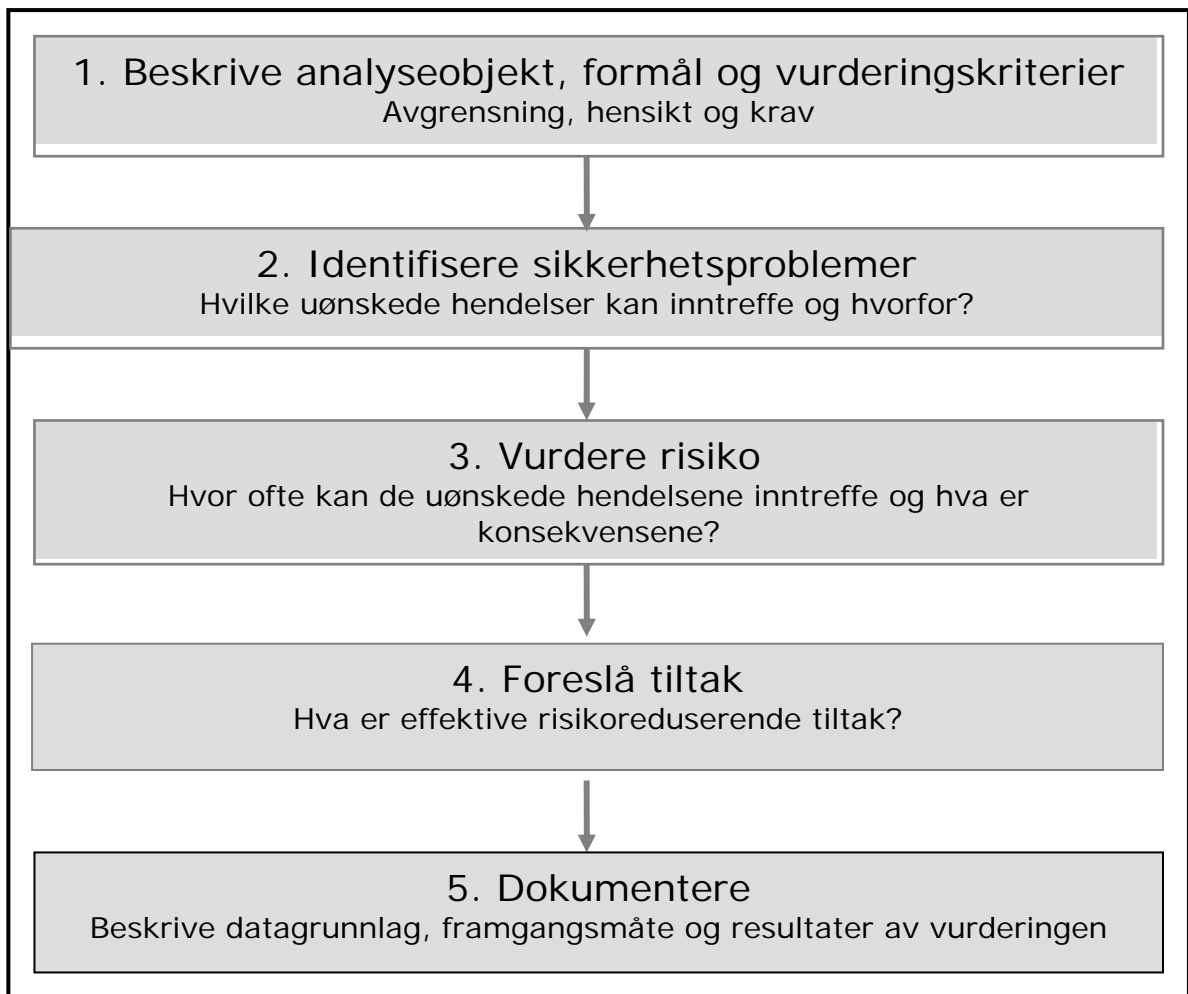 1. Beskrive analyseobjekt, formål og vurderingskriterier
Avgrensning, hensikt og krav
2. Identifisere sikkerhetsproblemer
Hvilke uønskede hendelser kan inntreffe og hvorfor?
3. Vurdere risiko
Hvor ofte kan de uønskede hendelsene inntreffe og hva er
konsekvensene?
4. Foreslå tiltak
Hva er effektive risikoreduserende tiltak?
5. Dokumentere
Beskrive datagrunnlag, framgangsmåte og resultater av vurderingen